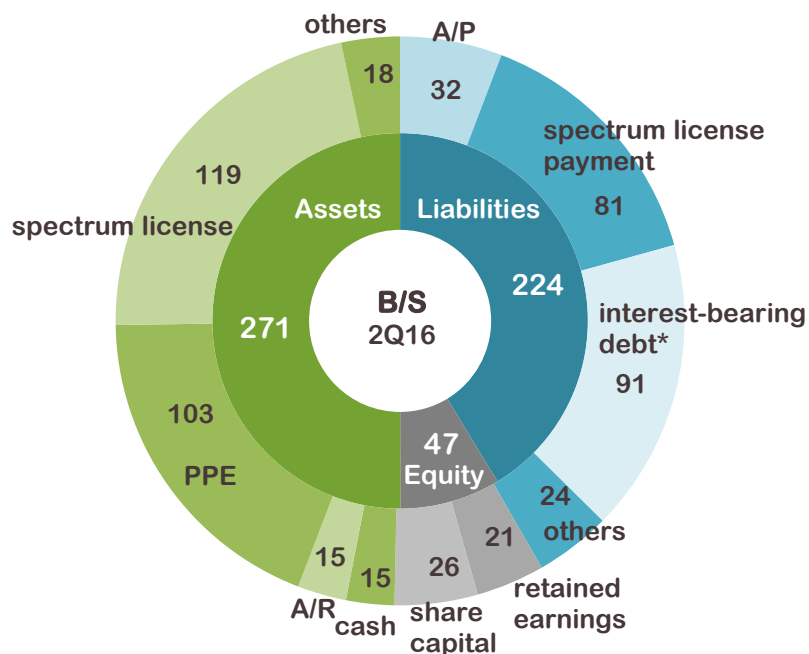 others
A/P
18
32
spectrum license
payment
119
81
Assets
Liabilities
spectrum license
224
B/S
2Q16
271
interest-bearing
debt*
91
103
47
Equity
PPE
24
others
15
15
26
21
A/R
cash
share
capital
retained
earnings